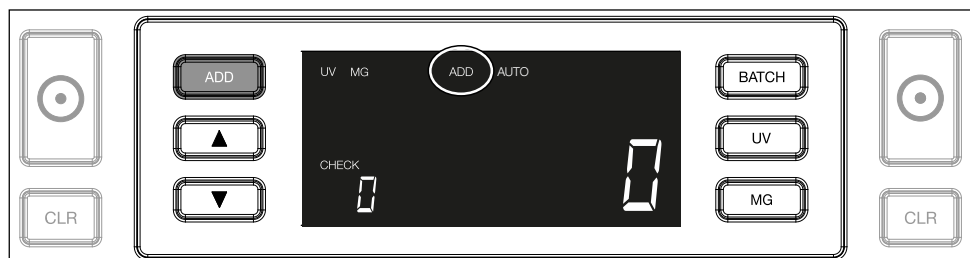 ADD
UV MG ADD AUTO
BATCH
▲
UV
CHECK
0 0
▼
MG
CLR
CLR